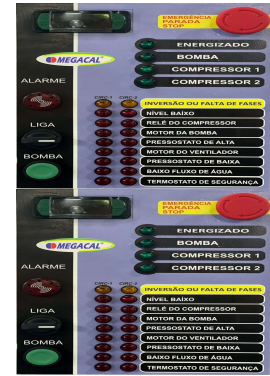 EMERGÊNCIA
PARADA
STOP
ENERGIZADO
BOMBA
COMPRESSOR 1
COMPRESSOR 2
MEGACAL
ALARME
LIGA
BOMBA
CIRC-1 CIRC-2
INVERSÃO OU FALTA DE FASES
NÍVEL BAÍXO
RELÉ DO COMPRESSOR
MOTOR DA BOMBA
PRESSOSTATO DE ALTA
MOTOR DO VENTILADOR
PRESSOSTATO DE BAIXA
BAIXO FLUXO DE ÁGUA
TERMOSTATO DE SEGURANÇA
EMERGÊNCIA
PARADA
STOP
ENERGIZADO
BOMBA
COMPRESSOR 1
COMPRESSOR 2
MEGACAL
ALARME
LIGA
BOMBA
CIRC-1 CIRC-2
INVERSÃO OU FALTA DE FASES
NÍVEL BAÍXO
RELÉ DO COMPRESSOR
MOTOR DA BOMBA
PRESSOSTATO DE ALTA
MOTOR DO VENTILADOR
PRESSOSTATO DE BAIXA
BAIXO FLUXO DE ÁGUA
TERMOSTATO DE SEGURANÇA